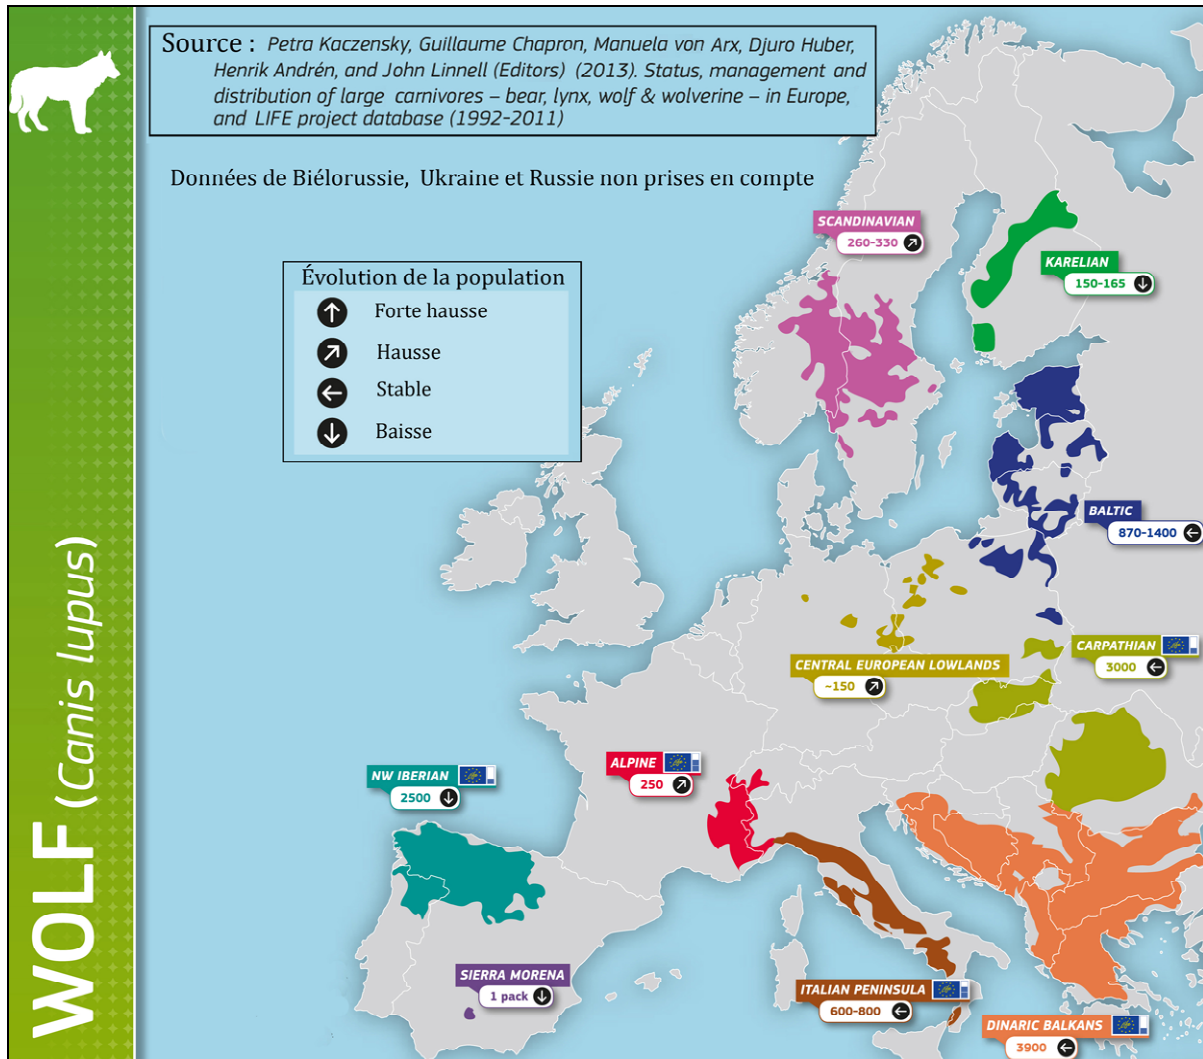 WOLF (Canis lupus)
Source : Petra Kaczensky, Guillaume Chapron, Manuela von Arx, Djuro Huber,
Henrik Andrén, and John Linnell (Editors) (2013). Status, management and
distribution of large carnivores – bear, lynx, wolf & wolverine – in Europe,
and LIFE project database (1992-2011)
Données de Biélorussie, Ukraine et Russie non prises en compte
Évolution de la population
Forte hausse
Hausse
Stable
Baisse
SCANDINAVIAN
260-330
KARELIAN
150-165
BALTIC
870-1400
CARPATHIAN
3000
CENTRAL EUROPEAN LOWLANDS
~150
ALPINE
250
NW IBERIAN
2500
SIERRA MORENA
1 pack
ITALIAN PENINSULA
600-800
DINARIC BALKANS
3900